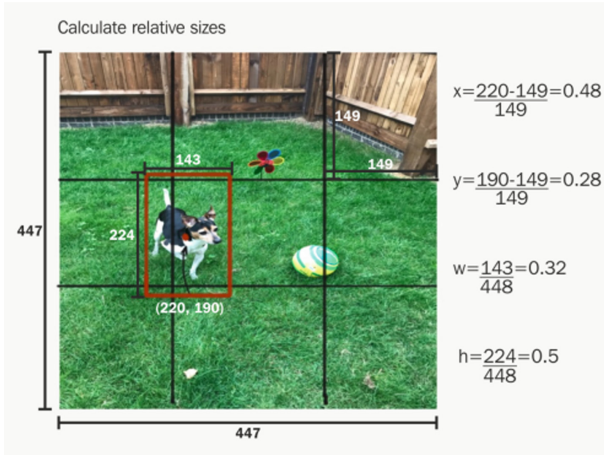 Calculate relative sizes
x=220-149=0.48
149
149
143
149
y=190-149=0.28
149
447
224
w=143=0.32
448
(220, 190)
h=224=0.5
448
447